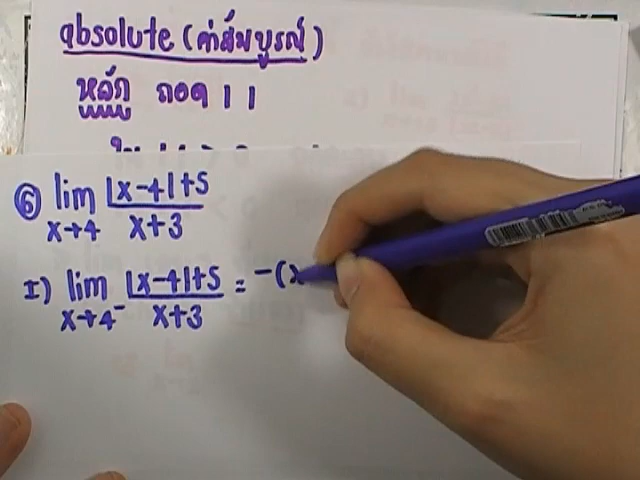 absolute (ค่าสัมบูรณ์)
หลัก ถอด | |
⑥ lim x→4 |x-4|+5 / x+3
I) lim x→4⁻ |x-4|+5 / x+3 = -(x